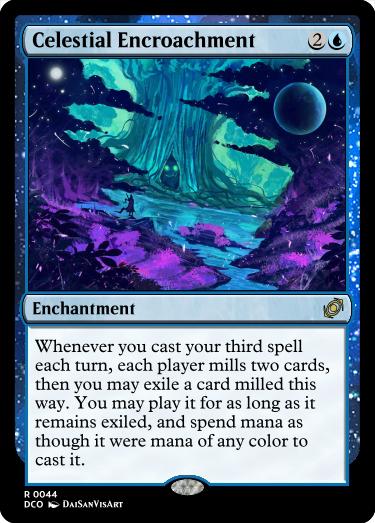 Celestial Encroachment 2
Enchantment
Whenever you cast your third spell
each turn, each player mills two cards,
then you may exile a card milled this
way. You may play it for as long as it
remains exiled, and spend mana as
though it were mana of any color to
cast it.
R 0044
DCO DaiSanVisArt